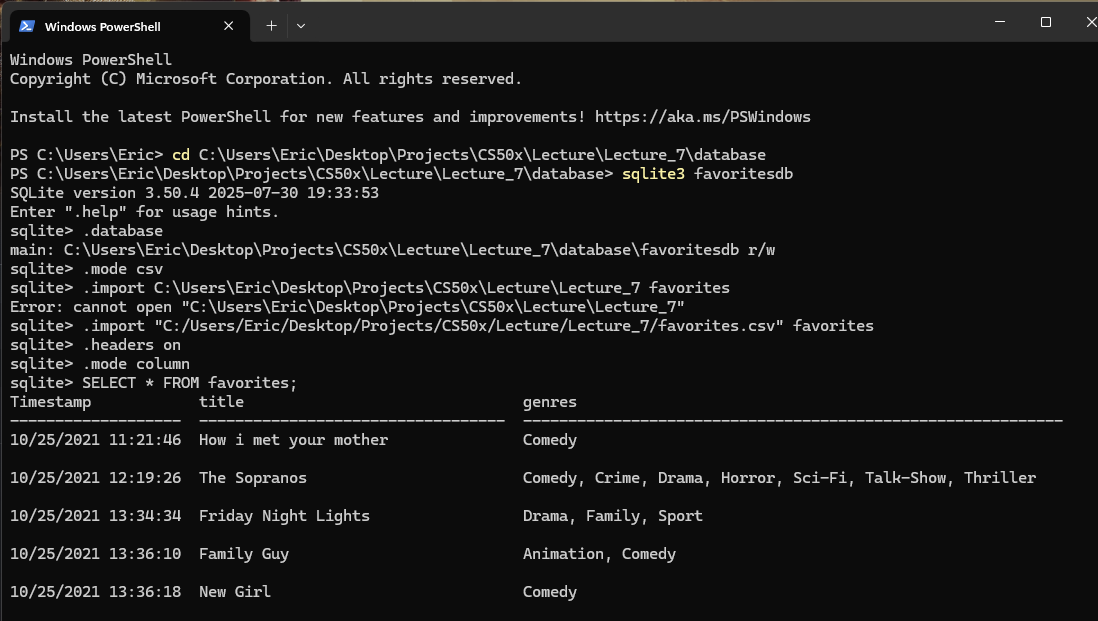 Windows PowerShell
Windows PowerShell
Copyright (C) Microsoft Corporation. All rights reserved.
Install the latest PowerShell for new features and improvements! https://aka.ms/PSWindows
PS C:\Users\Eric> cd C:\Users\Eric\Desktop\Projects\CS50x\Lecture\Lecture_7\database
PS C:\Users\Eric\Desktop\Projects\CS50x\Lecture\Lecture_7\database> sqlite3 favoritesdb
SQLite version 3.50.4 2025-07-30 19:33:53
Enter ".help" for usage hints.
sqlite> .database
main: C:\Users\Eric\Desktop\Projects\CS50x\Lecture\Lecture_7\database\favoritesdb r/w
sqlite> .mode csv
sqlite> .import C:\Users\Eric\Desktop\Projects\CS50x\Lecture\Lecture_7 favorites
Error: cannot open "C:\Users\Eric\Desktop\Projects\CS50x\Lecture\Lecture_7"
sqlite> .import "C:/Users/Eric/Desktop/Projects/CS50x/Lecture/Lecture_7/favorites.csv" favorites
sqlite> .headers on
sqlite> .mode column
sqlite> SELECT * FROM favorites;
Timestamp            title                               genres
-------------------  ----------------------------------  ------------------------------------------------------------
10/25/2021 11:21:46  How i met your mother               Comedy
10/25/2021 12:19:26  The Sopranos                        Comedy, Crime, Drama, Horror, Sci-Fi, Talk-Show, Thriller
10/25/2021 13:34:34  Friday Night Lights                 Drama, Family, Sport
10/25/2021 13:36:10  Family Guy                          Animation, Comedy
10/25/2021 13:36:18  New Girl                            Comedy